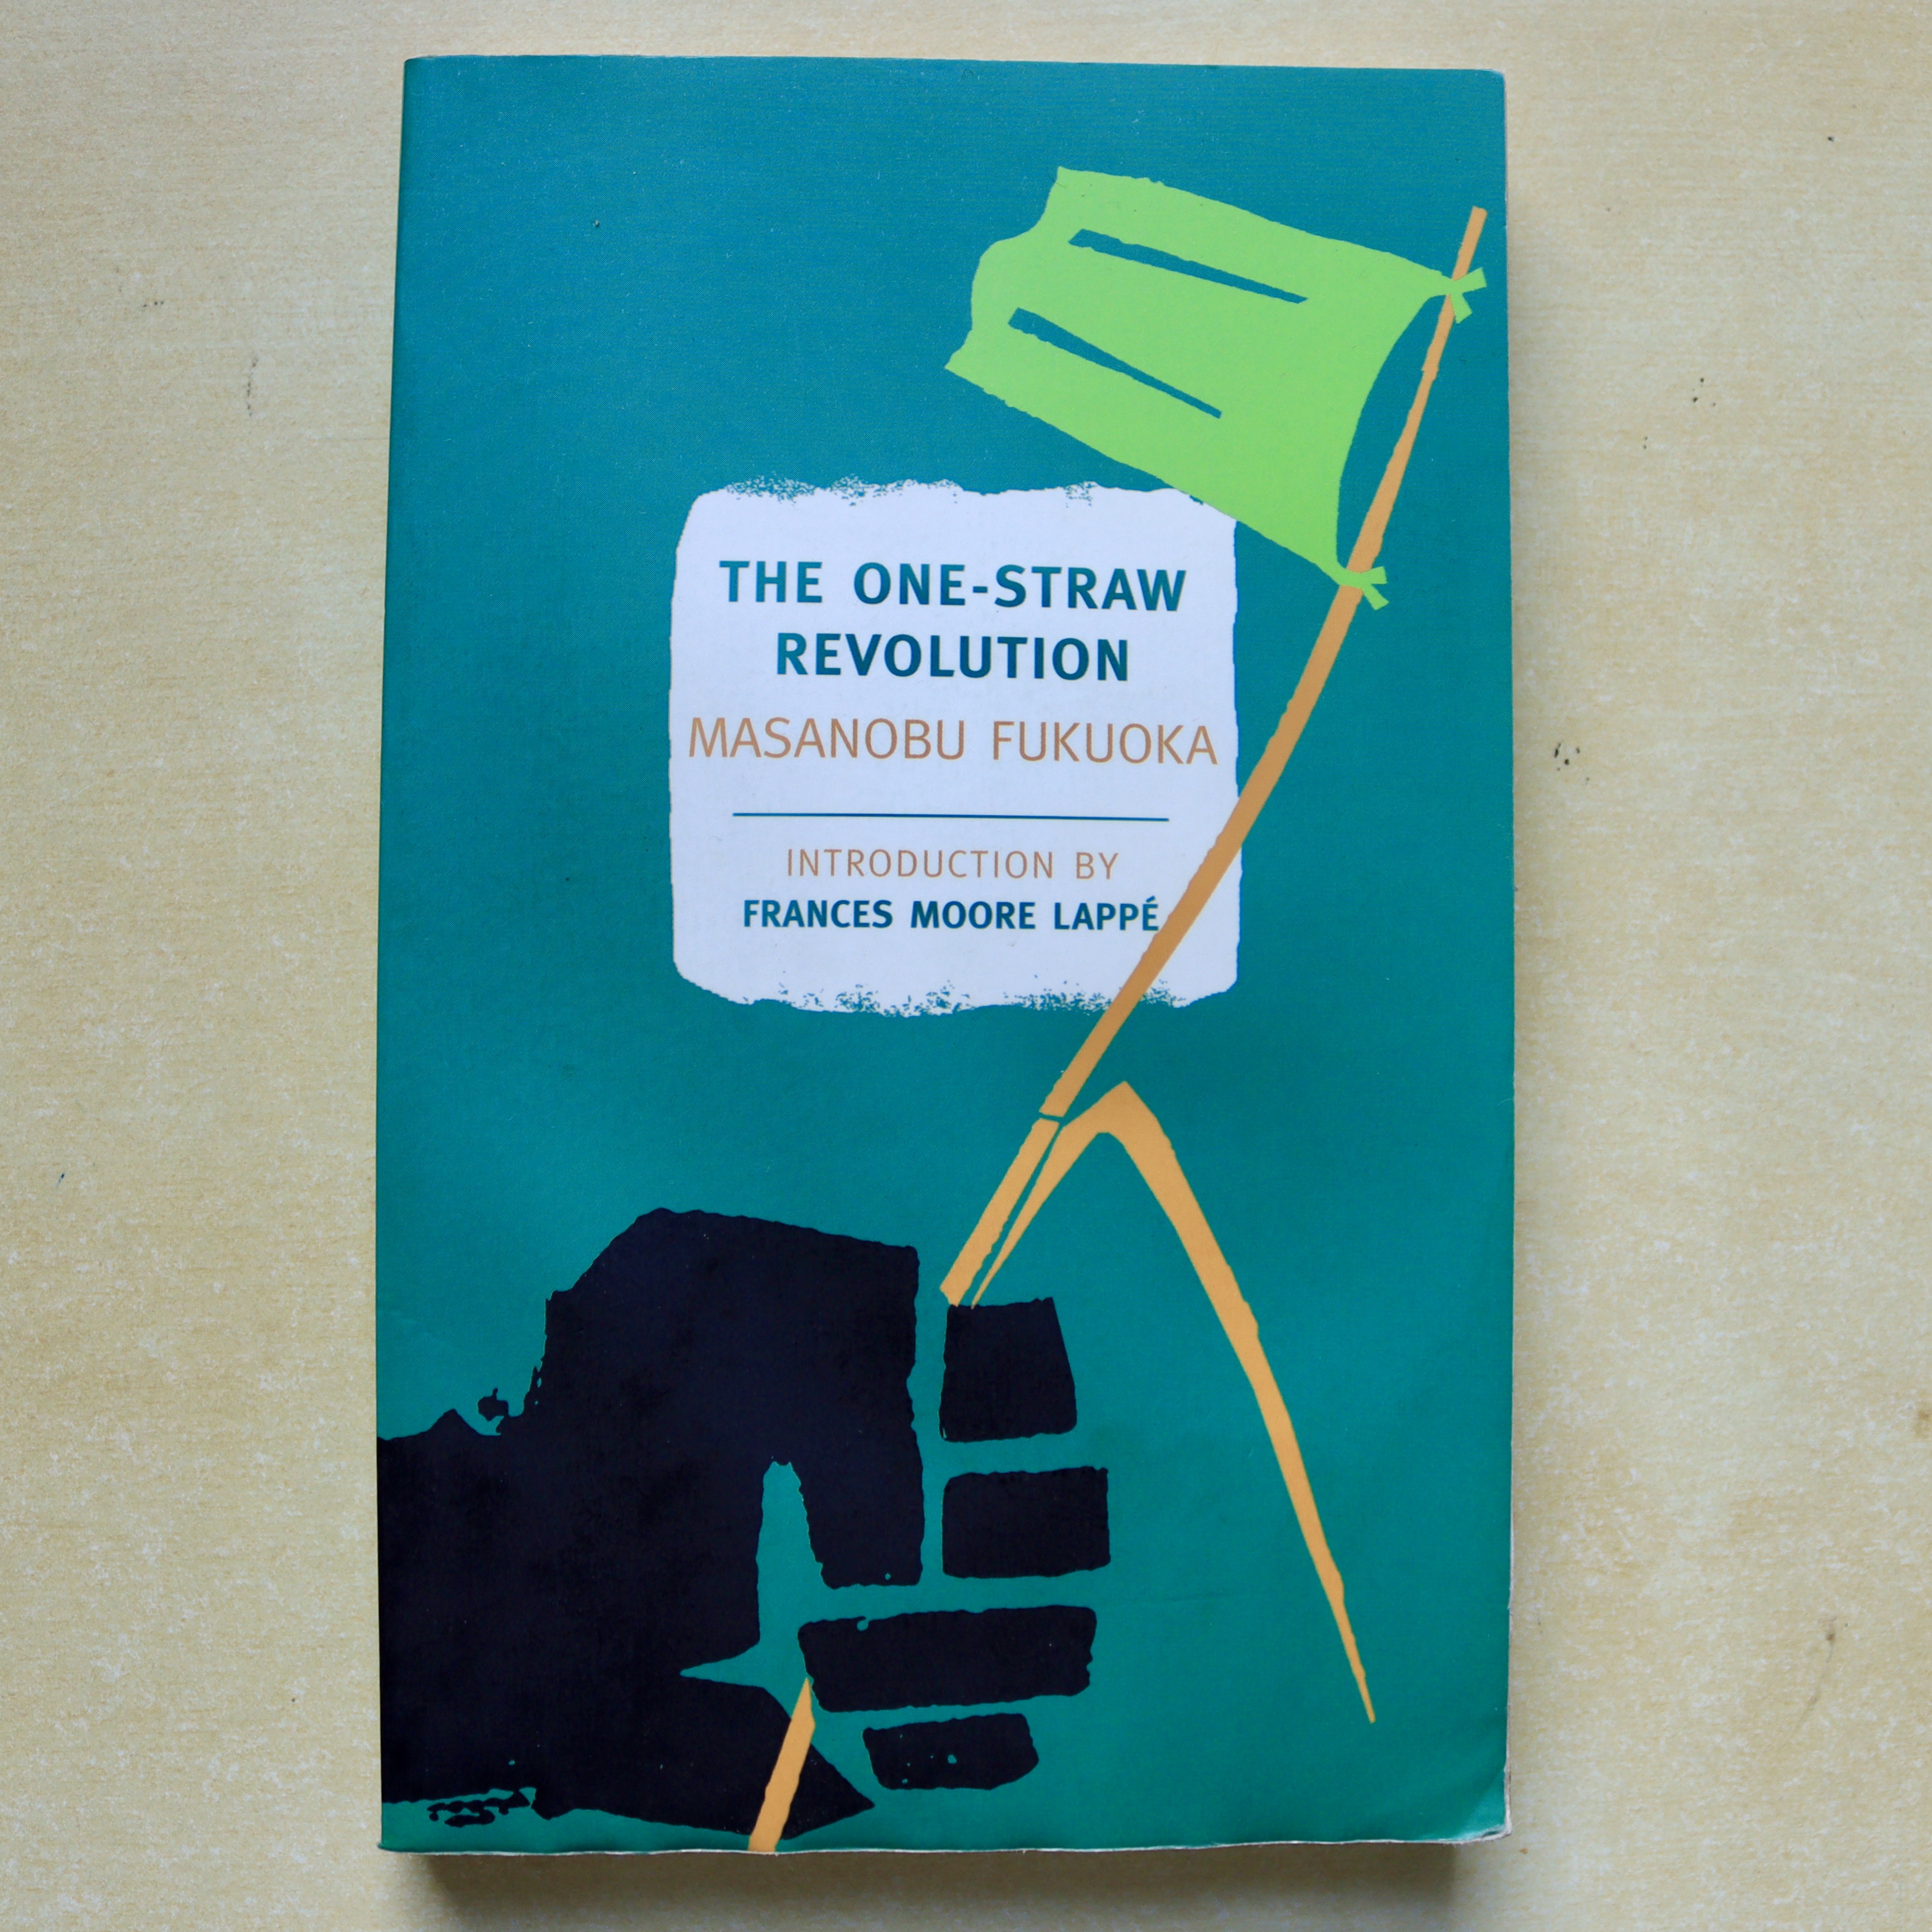 THE ONE-STRAW
REVOLUTION
MASANOBU FUKUOKA
INTRODUCTION BY
FRANCES MOORE LAPPÉ